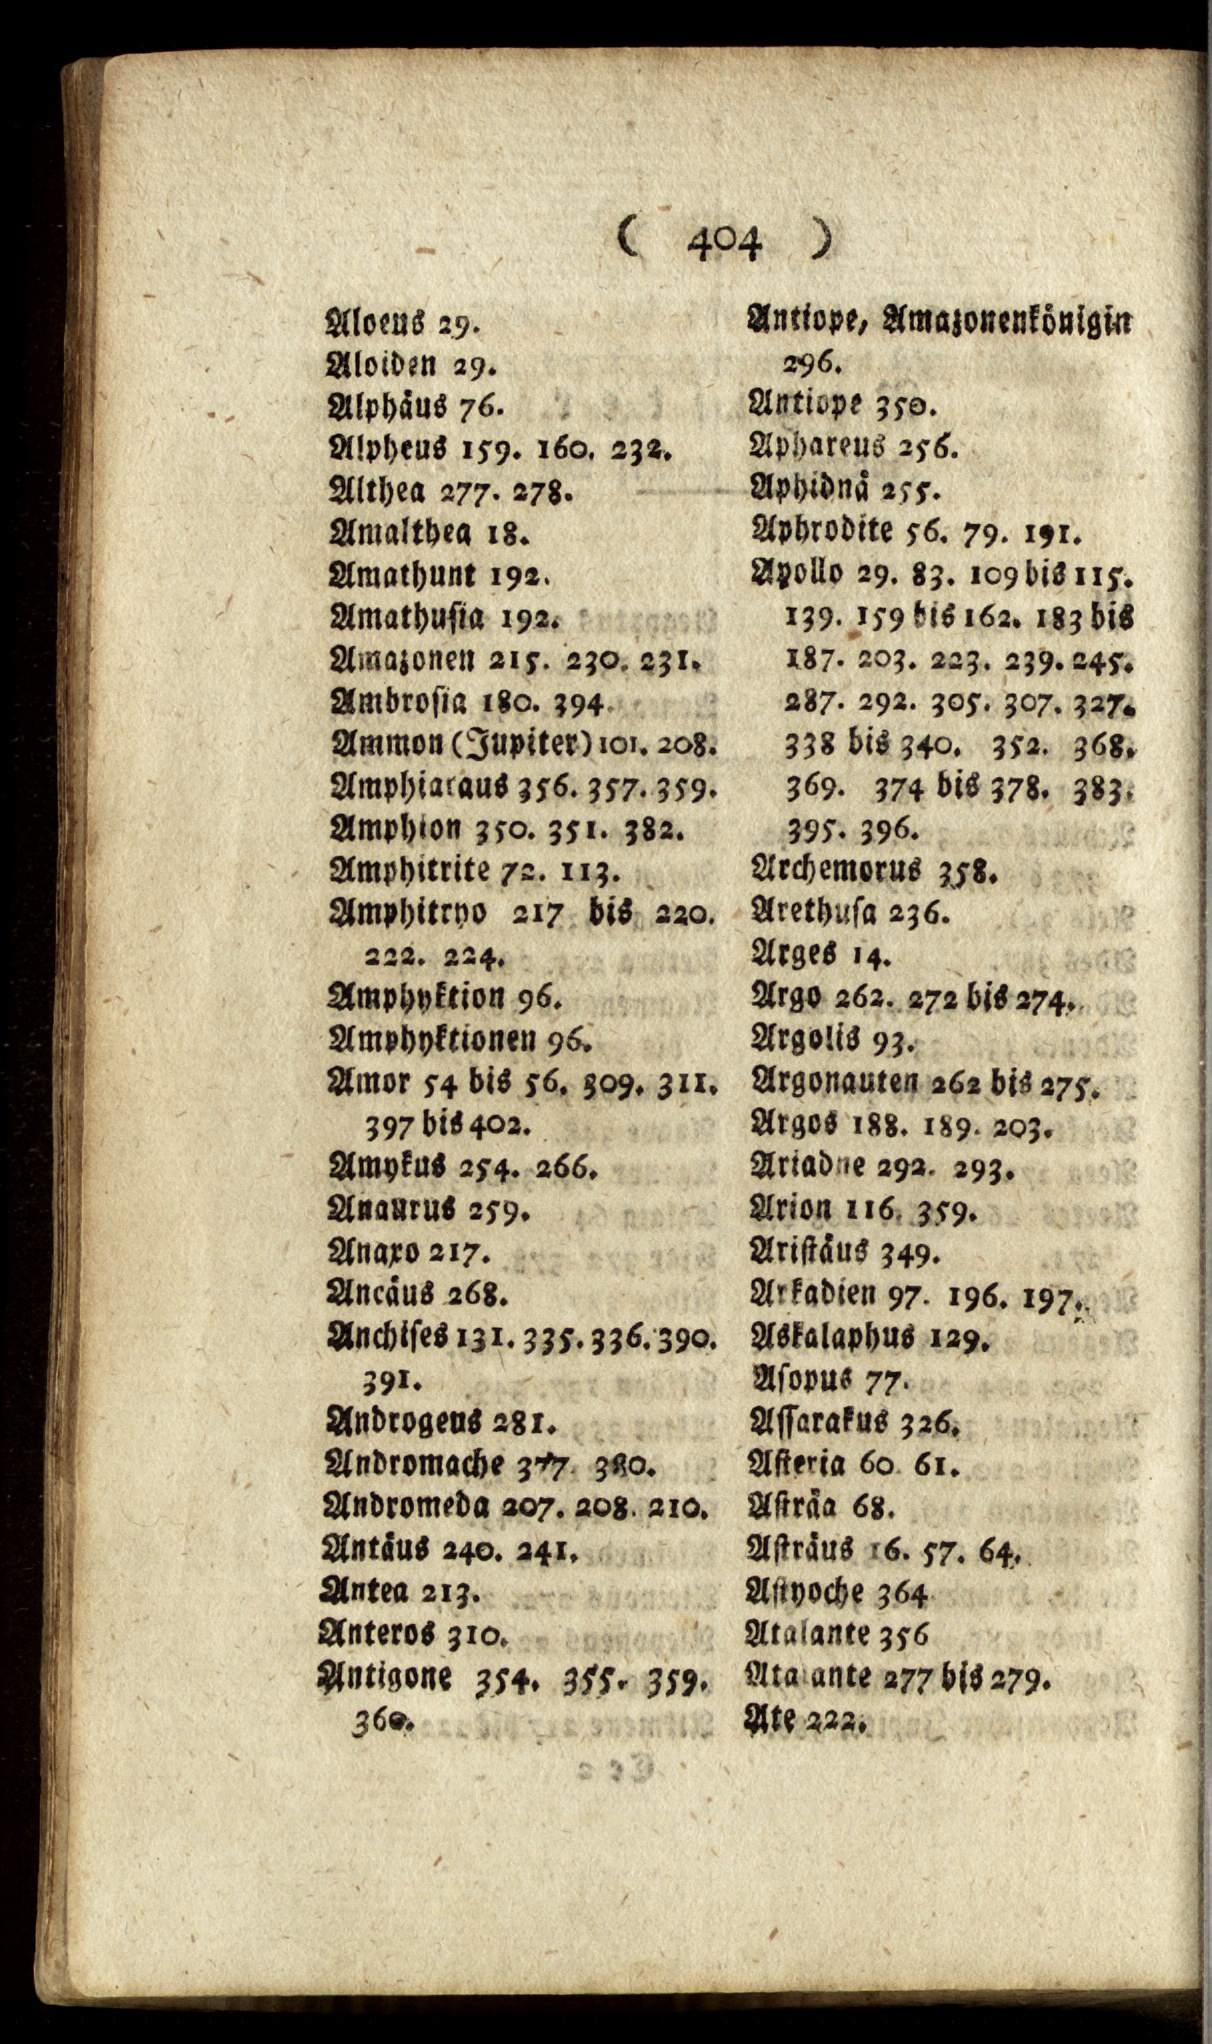 ( 404 )
Aloeus 29.
Aloiden 29.
Alphäus 76.
Alpheus 159. 160. 232.
Althea 277. 278.
Amalthea 18.
Amathunt 192.
Amathuſia 192.
Amazonen 215. 230. 231.
Ambroſia 180. 394.
Ammon (Jupiter) 101. 208.
Amphiaraus 356. 357. 359.
Amphion 350. 351. 382.
Amphitrite 72. 113.
Amphitryo 217 bis 220.
222. 224.
Amphyktion 96.
Amphyktionen 96.
Amor 54 bis 56. 309. 311.
397 bis 402.
Amykus 254. 266.
Anaurus 259.
Anaxo 217.
Ancäus 268.
Anchiſes 131. 335. 336. 390.
391.
Androgeus 281.
Andromache 377. 380.
Andromeda 207. 208. 210.
Antäus 240. 241.
Antea 213.
Anteros 310.
Antigone 354. 355. 359.
360.
Antiope, Amazonenkönigin
296.
Antiope 350.
Aphareus 256.
Aphidnä 255.
Aphrodite 56. 79. 191.
Apollo 29. 83. 109 bis 115.
139. 159 bis 162. 183 bis
187. 203. 223. 239. 245.
287. 292. 305. 307. 327.
338 bis 340. 352. 368.
369. 374 bis 378. 383.
395. 396.
Archemorus 358.
Arethuſa 236.
Arges 14.
Argo 262. 272 bis 274.
Argolis 93.
Argonauten 262 bis 275.
Argos 188. 189. 203.
Ariadne 292. 293.
Arion 116. 359.
Ariſtäus 349.
Arkadien 97. 196. 197.
Askalaphus 129.
Aſopus 77.
Aſſarakus 326.
Aſteria 60. 61.
Aſträa 68.
Aſträus 16. 57. 64.
Aſtyoche 364
Atalante 356
Atalante 277 bis 279.
Ate 222.